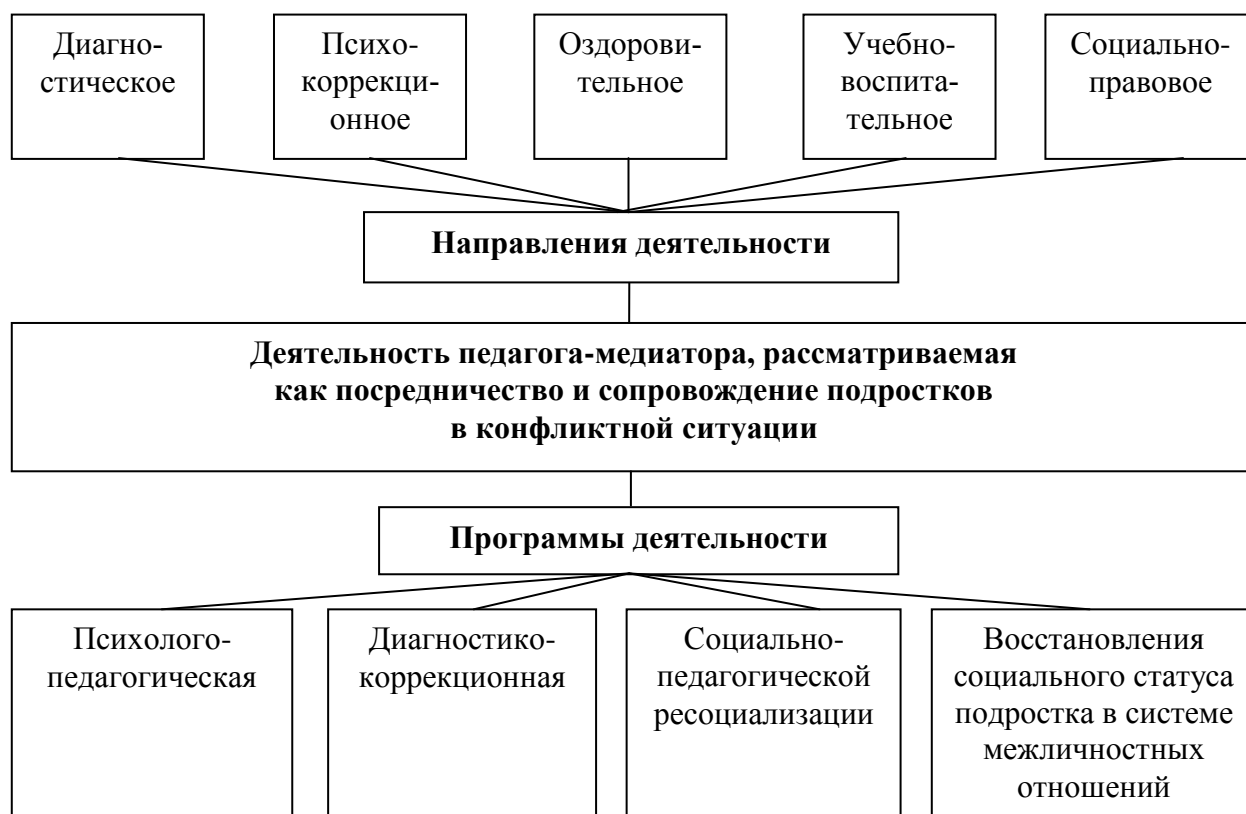 Диагно-
стическое
Психо-
коррекци-
онное
Оздорови-
тельное
Учебно-
воспита-
тельное
Социально-
правовое
Направления деятельности
Деятельность педагога-медиатора, рассматриваемая
как посредничество и сопровождение подростков
в конфликтной ситуации
Программы деятельности
Психолого-
педагогическая
Диагностико-
коррекционная
Социально-
педагогической
ресоциализации
Восстановления
социального статуса
подростка в системе
межличностных
отношений